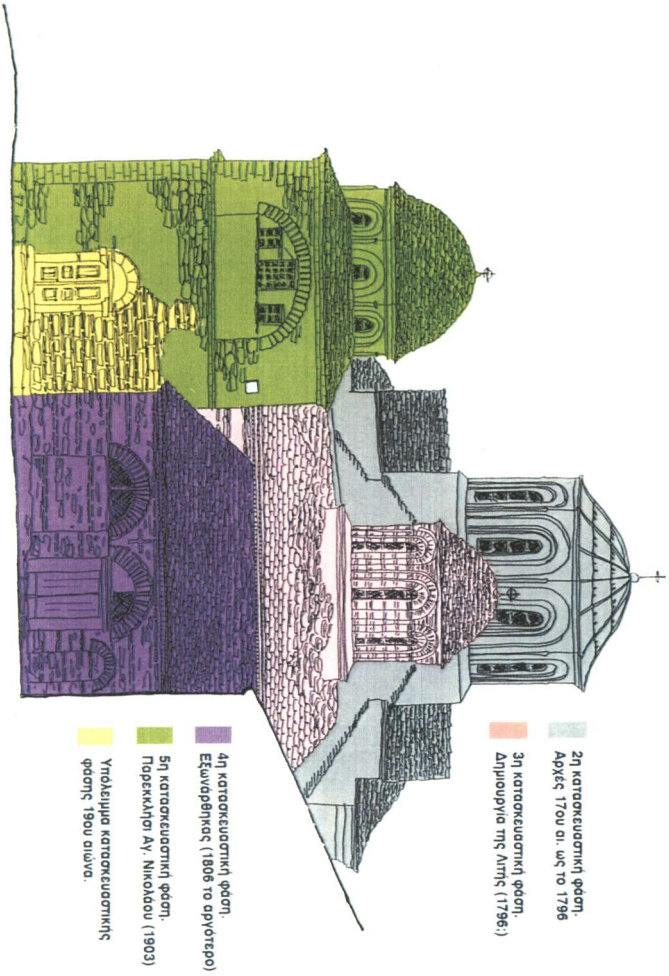 2η κατασκευαστική φάση.
Αρχές 17ου αι. ως το 1796
3η κατασκευαστική φάση.
Δημιουργία της Λιτής (1796;)
4η κατασκευαστική φάση.
Εξωνάρθηκας (1806 το αργότερο)
5η κατασκευαστική φάση.
Παρεκκλήσι Αγ. Νικολάου (1903)
Υπόλειμμα κατασκευαστικής
φάσης 19ου αιώνα.